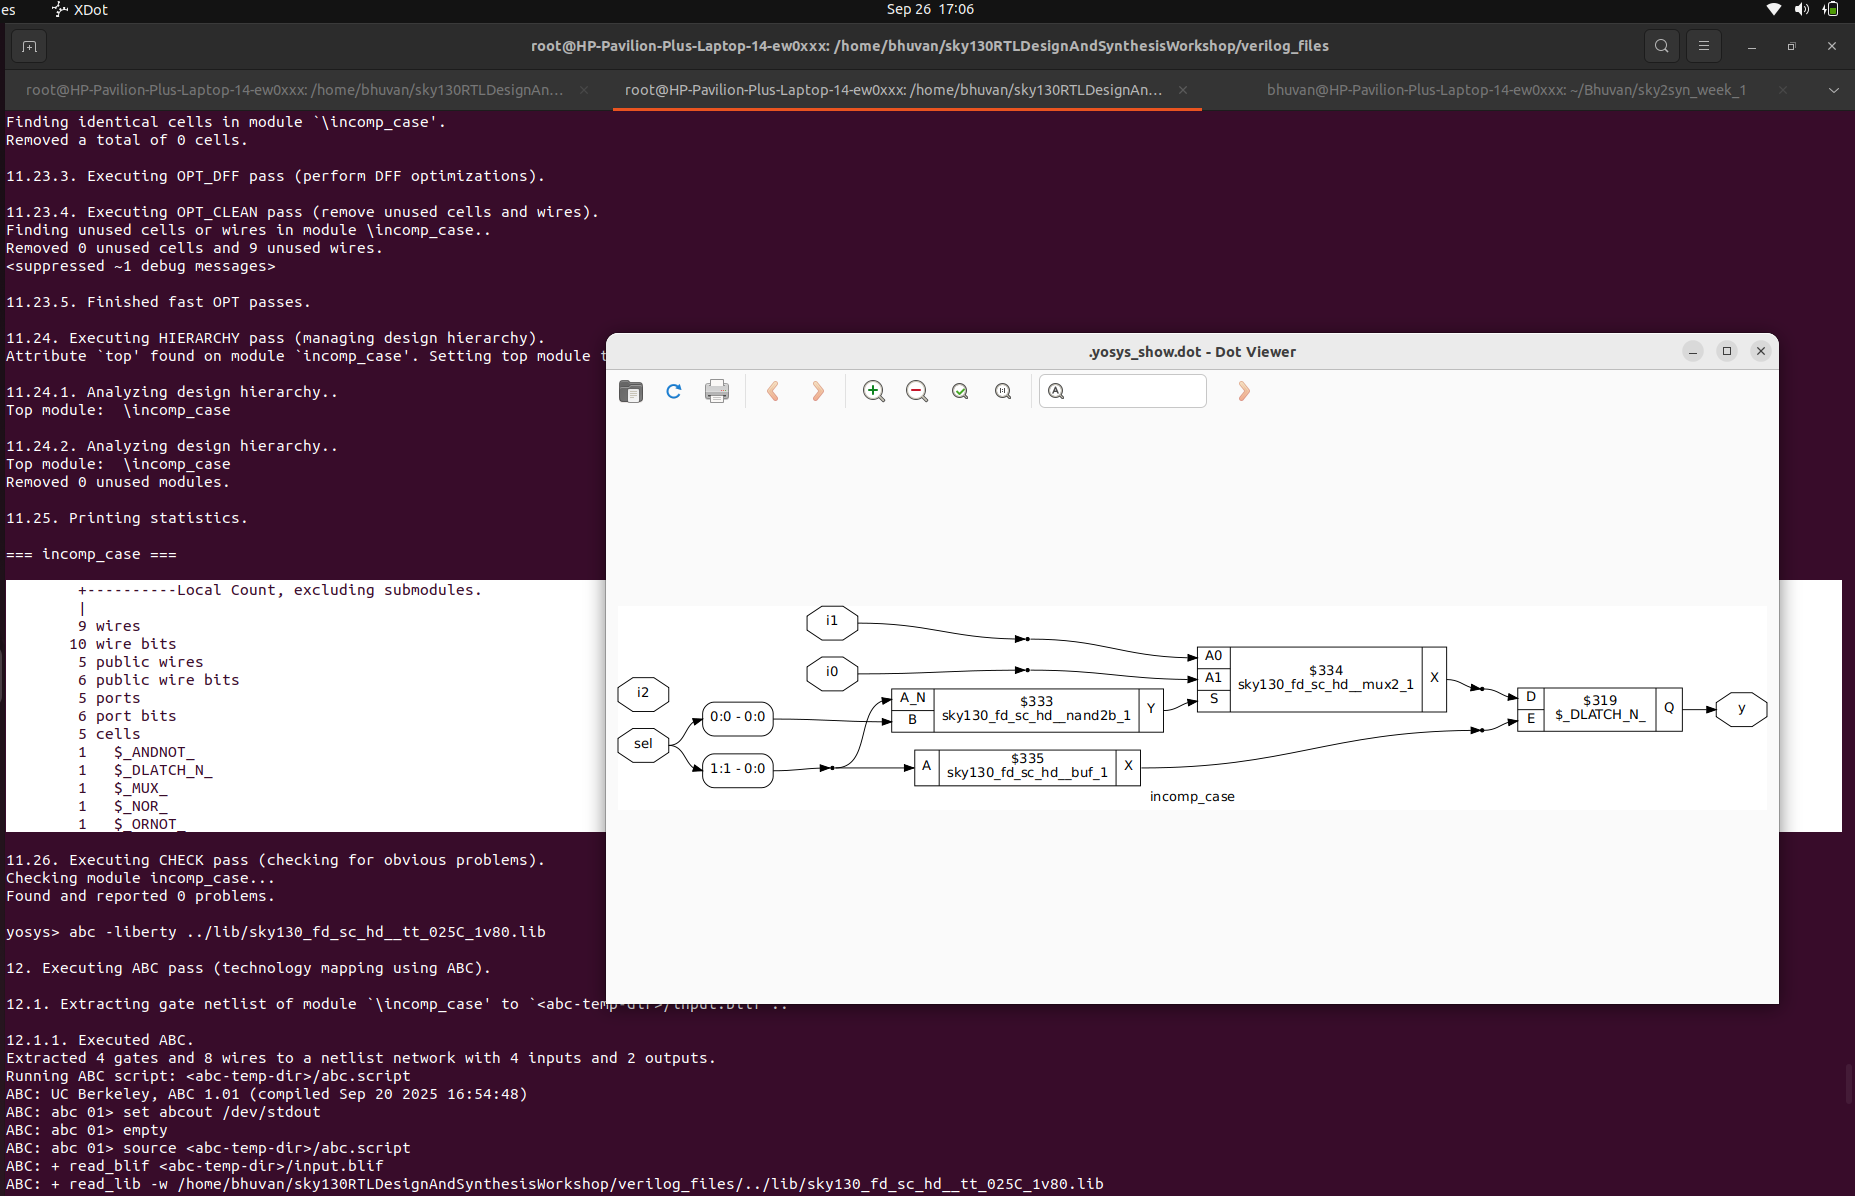 es XDot Sep 26 17:06
root@HP-Pavilion-Plus-Laptop-14-ew0xxx: /home/bhuvan/sky130RTLDesignAndSynthesisWorkshop/verilog_files
root@HP-Pavilion-Plus-Laptop-14-ew0xxx: /home/bhuvan/sky130RTLDesignAn...
root@HP-Pavilion-Plus-Laptop-14-ew0xxx: /home/bhuvan/sky130RTLDesignAn...
bhuvan@HP-Pavilion-Plus-Laptop-14-ew0xxx: ~/Bhuvan/sky2syn_week_1
Finding identical cells in module `\incomp_case'.
Removed a total of 0 cells.
11.23.3. Executing OPT_DFF pass (perform DFF optimizations).
11.23.4. Executing OPT_CLEAN pass (remove unused cells and wires).
Finding unused cells or wires in module \incomp_case..
Removed 0 unused cells and 9 unused wires.
<suppressed ~1 debug messages>
11.23.5. Finished fast OPT passes.
11.24. Executing HIERARCHY pass (managing design hierarchy).
Attribute `top' found on module `incomp_case'. Setting top module t
11.24.1. Analyzing design hierarchy..
Top module:  \incomp_case
11.24.2. Analyzing design hierarchy..
Top module:  \incomp_case
Removed 0 unused modules.
11.25. Printing statistics.
=== incomp_case ===
+----------Local Count, excluding submodules.
|
9 wires
10 wire bits
5 public wires
6 public wire bits
5 ports
6 port bits
5 cells
1   $_ANDNOT_
1   $_DLATCH_N_
1   $_MUX_
1   $_NOR_
1   $_ORNOT_
11.26. Executing CHECK pass (checking for obvious problems).
Checking module incomp_case...
Found and reported 0 problems.
yosys> abc -liberty ../lib/sky130_fd_sc_hd__tt_025C_1v80.lib
12. Executing ABC pass (technology mapping using ABC).
12.1. Extracting gate netlist of module `\incomp_case' to `<abc-temp-dir>/input.blif'..
12.1.1. Executed ABC.
Extracted 4 gates and 8 wires to a netlist network with 4 inputs and 2 outputs.
Running ABC script: <abc-temp-dir>/abc.script
ABC: UC Berkeley, ABC 1.01 (compiled Sep 20 2025 16:54:48)
ABC: abc 01> set abcout /dev/stdout
ABC: abc 01> empty
ABC: abc 01> source <abc-temp-dir>/abc.script
ABC: + read_blif <abc-temp-dir>/input.blif
ABC: + read_lib -w /home/bhuvan/sky130RTLDesignAndSynthesisWorkshop/verilog_files/../lib/sky130_fd_sc_hd__tt_025C_1v80.lib
.yosys_show.dot - Dot Viewer
i1
i0
i2
sel
0:0 - 0:0
1:1 - 0:0
A_N
B
$333
sky130_fd_sc_hd__nand2b_1
Y
A
$335
sky130_fd_sc_hd__buf_1
X
A0
A1
S
$334
sky130_fd_sc_hd__mux2_1
X
D
E
$319
$_DLATCH_N_
Q
y
incomp_case